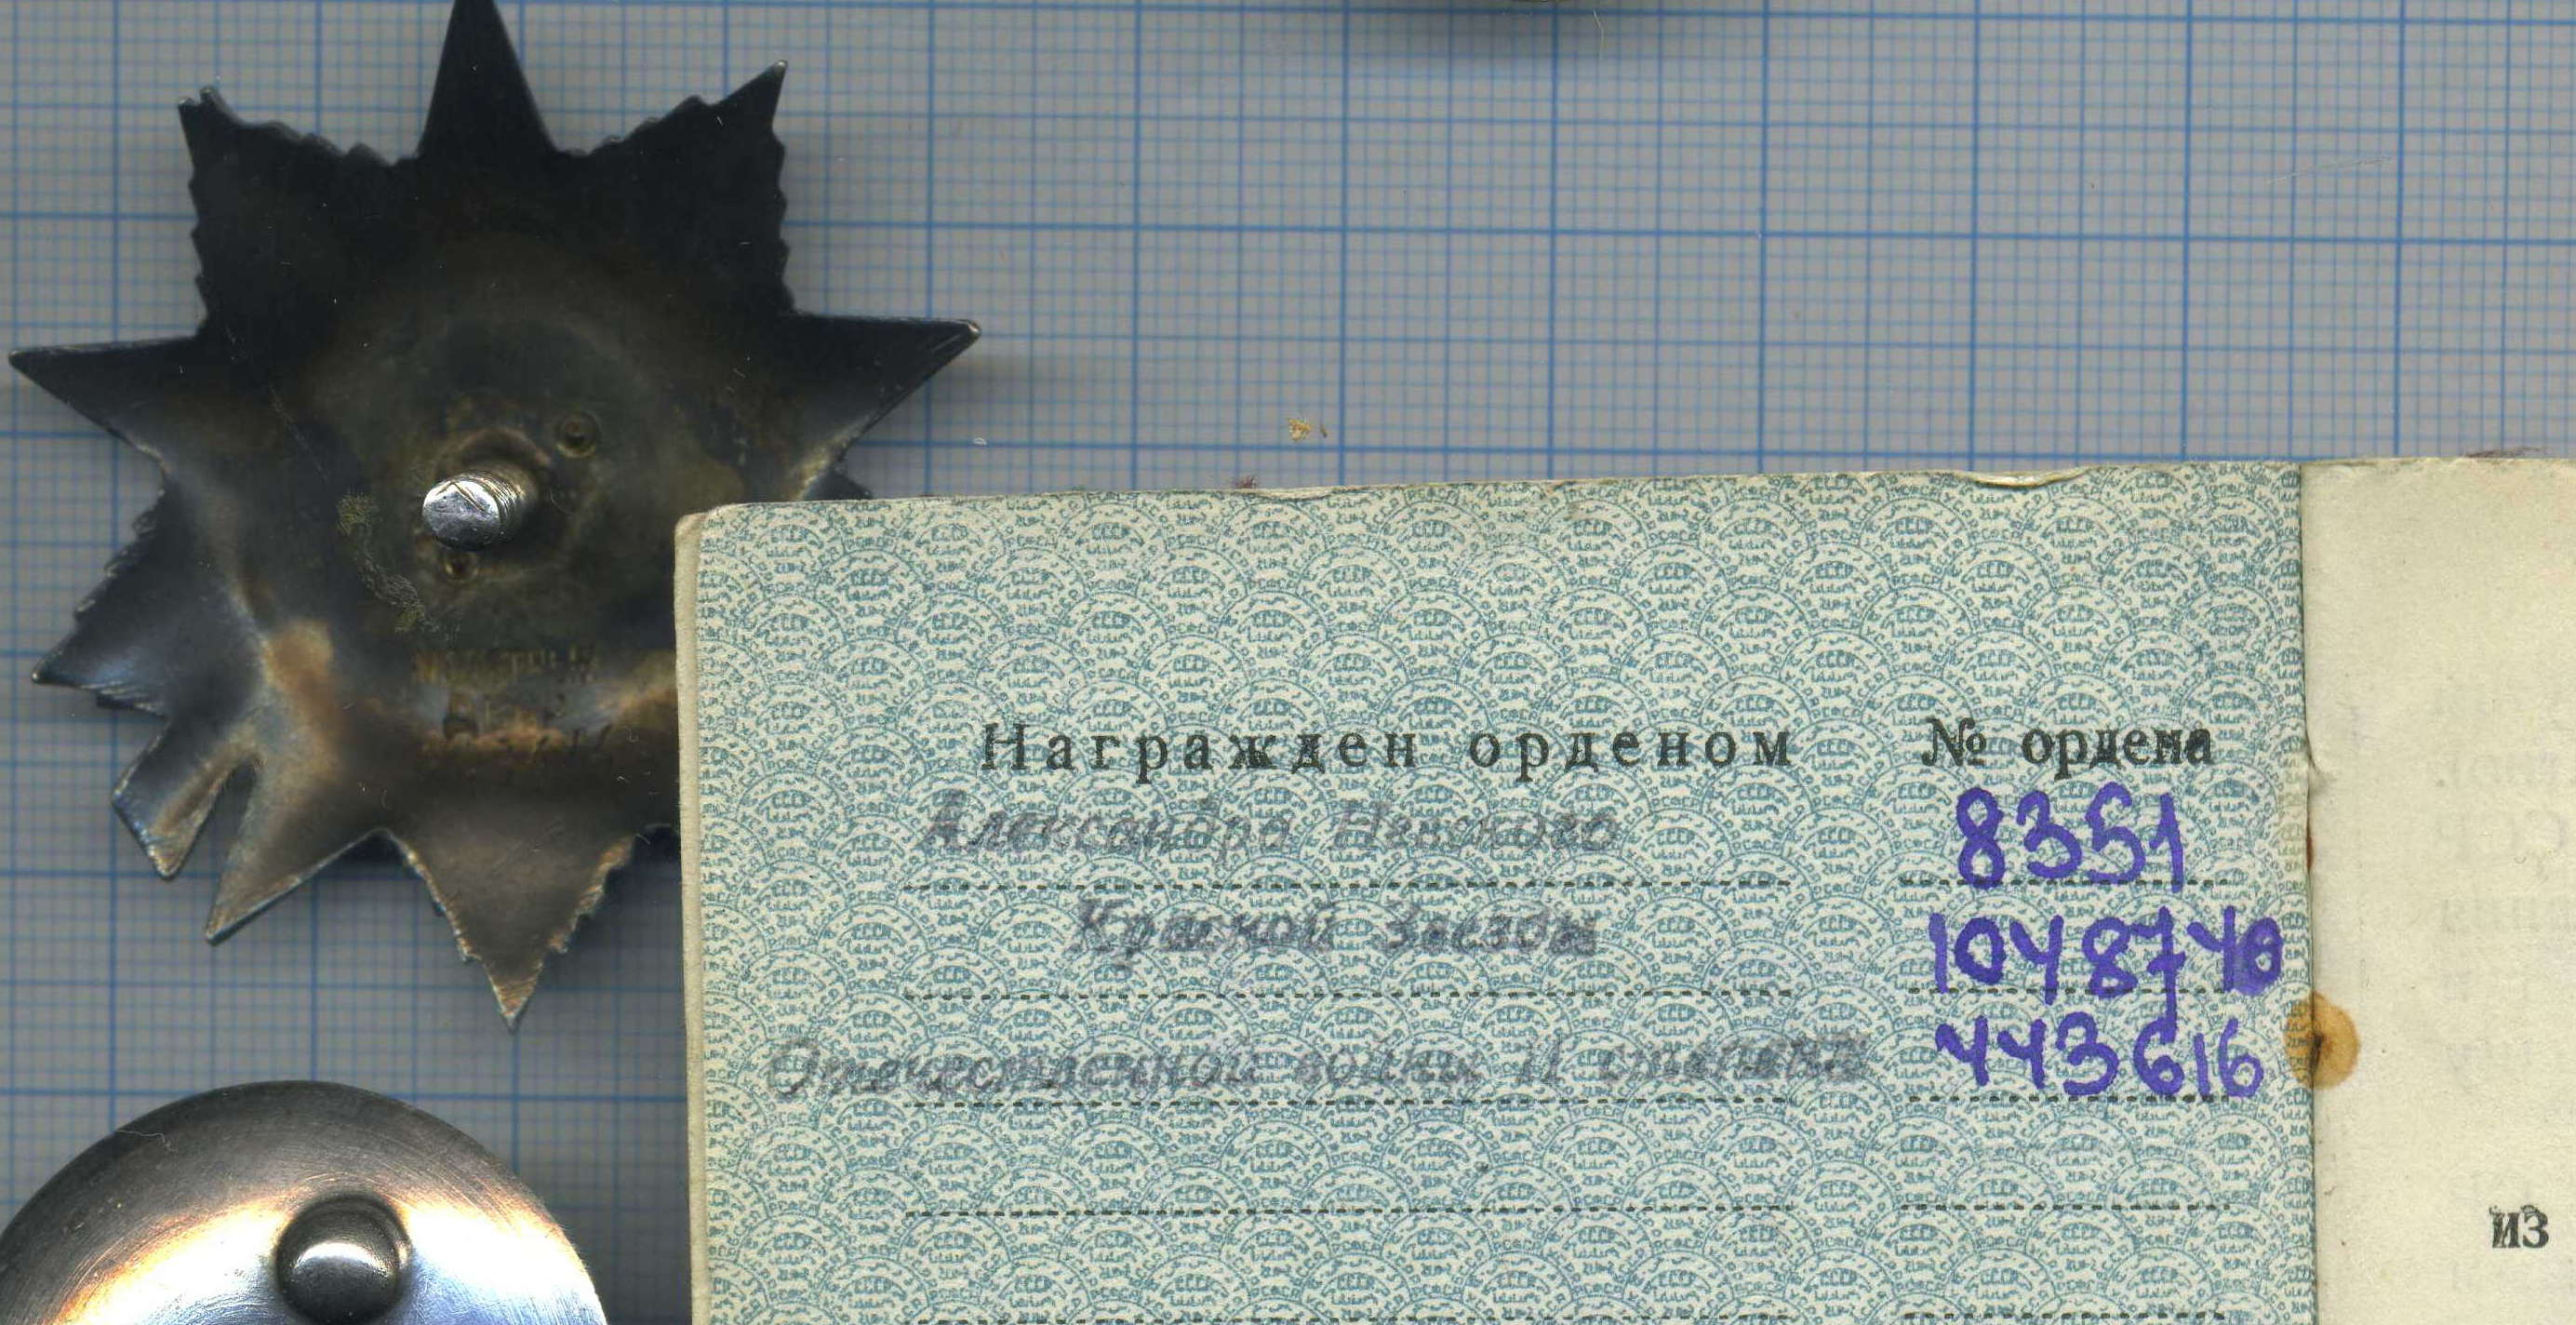 Награжден орденом № ордена
Александра Невского 8351
Красной Звезды 1048740
Отечественной войны II степени 443616
из